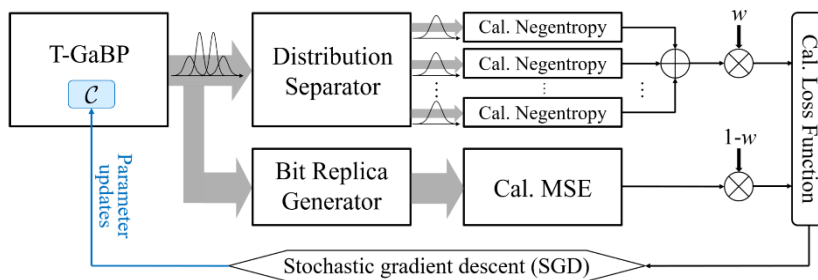 T-GaBP
𝒞
Parameter
updates
Distribution
Separator
Cal. Negentropy
Cal. Negentropy
⋮
⋯
⋮
Cal. Negentropy
w
Bit Replica
Generator
Cal. MSE
1-w
Cal. Loss Function
Stochastic gradient descent (SGD)